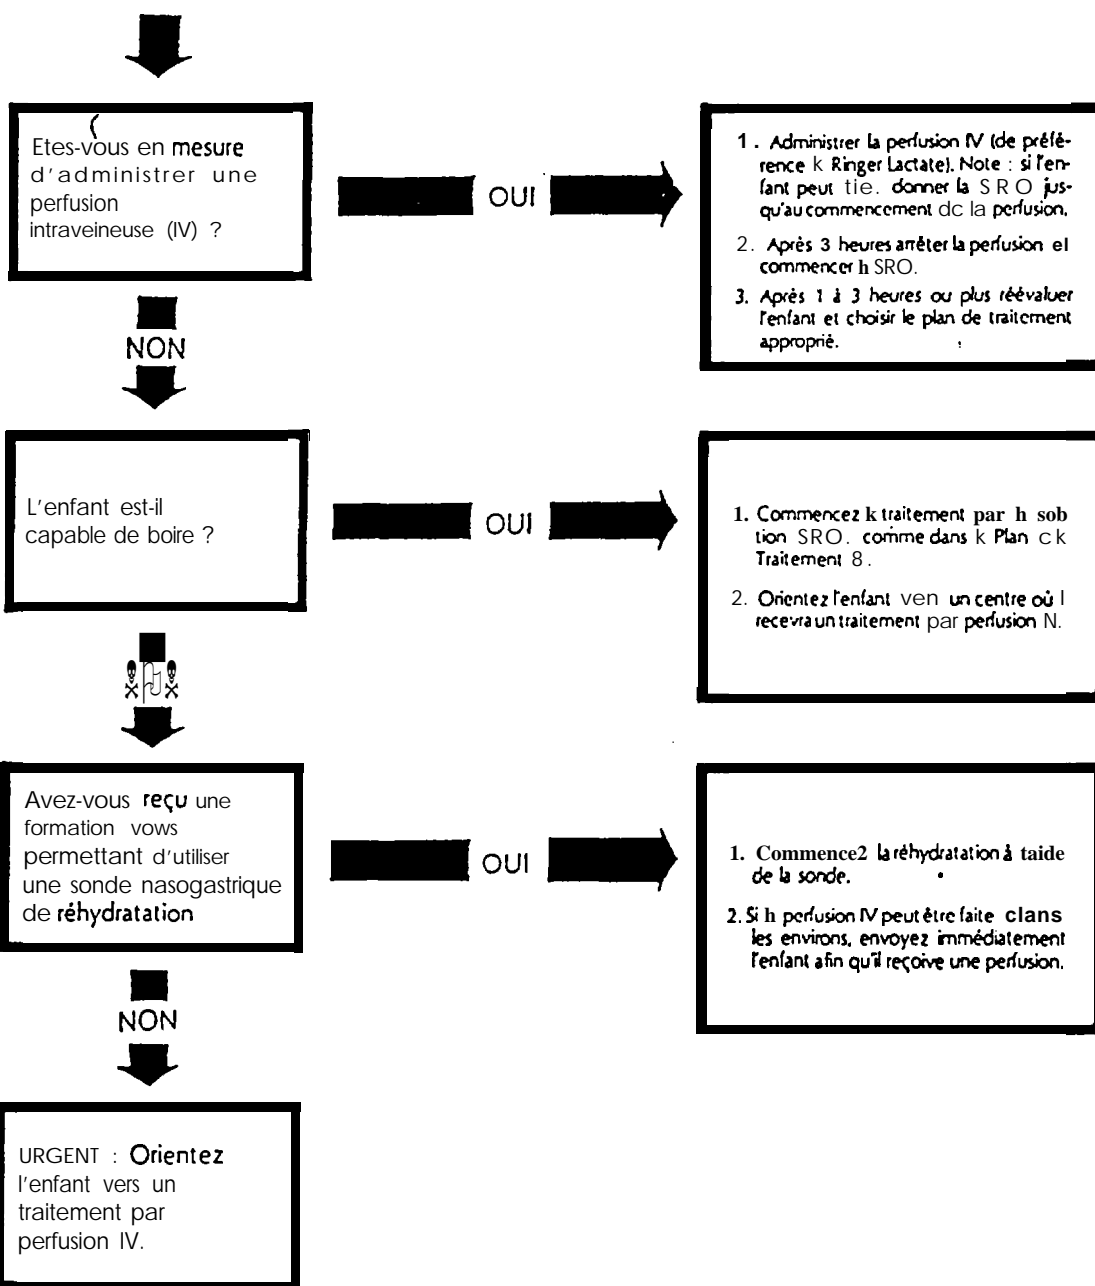 Etes-vous en mesure
d'administrer une
perfusion
intraveineuse (IV) ?
OUI
1. Administrer la perfusion IV (de préfé-
rence k Ringer Lactate). Note : si l'en-
fant peut tie. donner la SRO jus-
qu'au commencement dc la perfusion.
2. Après 3 heures arrêter la perfusion el
commencer h SRO.
3. Après 1 à 3 heures ou plus réévaluer
l'enfant et choisir le plan de traitement
approprié.
NON
L'enfant est-il
capable de boire ?
OUI
1. Commencez k traitement par h sob
tion SRO. comme dans k Plan ck
Traitement 8.
2. Orientez l'enfant ven un centre où l
recevra un traitement par perfusion N.
Avez-vous reçu une
formation vows
permettant d'utiliser
une sonde nasogastrique
de réhydratation
OUI
1. Commence2 la réhydratation à taide
de la sonde.
2. Si h perfusion IV peut être faite clans
les environs, envoyez immédiatement
l'enfant afin qu'il reçoive une perfusion.
NON
URGENT : Orientez
l'enfant vers un
traitement par
perfusion IV.